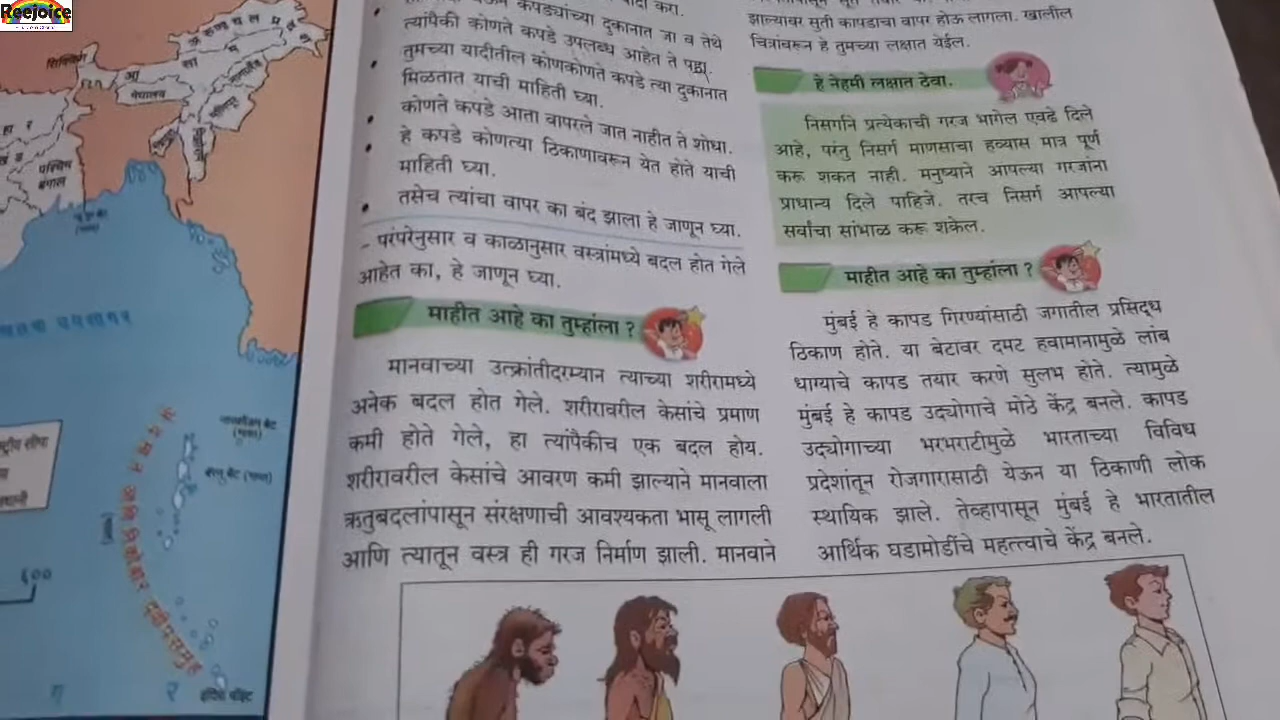 Reejoice
सिक्किम
मेघालय
पश्चिम
बंगाल
इंदिरा पॉइंट
६००
कपड्यांच्या दुकानात जा व तेथे
त्यांपैकी कोणते कपडे उपलब्ध आहेत ते पहा.
तुमच्या यादीतील कोणकोणते कपडे त्या दुकानात
मिळतात याची माहिती घ्या.
• कोणते कपडे आता वापरले जात नाहीत ते शोधा.
• हे कपडे कोणत्या ठिकाणावरून येत होते याची
माहिती घ्या.
• तसेच त्यांचा वापर का बंद झाला हे जाणून घ्या.
- परंपरेनुसार व काळानुसार वस्त्रांमध्ये बदल होत गेले
आहेत का, हे जाणून घ्या.
माहीत आहे का तुम्हांला ?
मानवाच्या उत्क्रांतीदरम्यान त्याच्या शरीरामध्ये
अनेक बदल होत गेले. शरीरावरील केसांचे प्रमाण
कमी होते गेले, हा त्यांपैकीच एक बदल होय.
शरीरावरील केसांचे आवरण कमी झाल्याने मानवाला
ऋतुबदलांपासून संरक्षणाची आवश्यकता भासू लागली
आणि त्यातून वस्त्र ही गरज निर्माण झाली. मानवाने
झाल्यावर सुती कापडाचा वापर होऊ लागला. खालील
चित्रांवरून हे तुमच्या लक्षात येईल.
हे नेहमी लक्षात ठेवा.
निसर्गाने प्रत्येकाची गरज भागेल एवढे दिले
आहे, परंतु निसर्ग माणसाचा हव्यास मात्र पूर्ण
करू शकत नाही. मनुष्याने आपल्या गरजांना
प्राधान्य दिले पाहिजे. तरच निसर्ग आपल्या
सर्वांचा सांभाळ करू शकेल.
माहीत आहे का तुम्हांला ?
मुंबई हे कापड गिरण्यांसाठी जगातील प्रसिद्ध
ठिकाण होते. या बेटावर दमट हवामानामुळे लांब
धाग्याचे कापड तयार करणे सुलभ होते. त्यामुळे
मुंबई हे कापड उद्योगाचे मोठे केंद्र बनले. कापड
उद्योगाच्या भरभराटीमुळे भारताच्या विविध
प्रदेशांतून रोजगारासाठी येऊन या ठिकाणी लोक
स्थायिक झाले. तेव्हापासून मुंबई हे भारतातील
आर्थिक घडामोडींचे महत्त्वाचे केंद्र बनले.